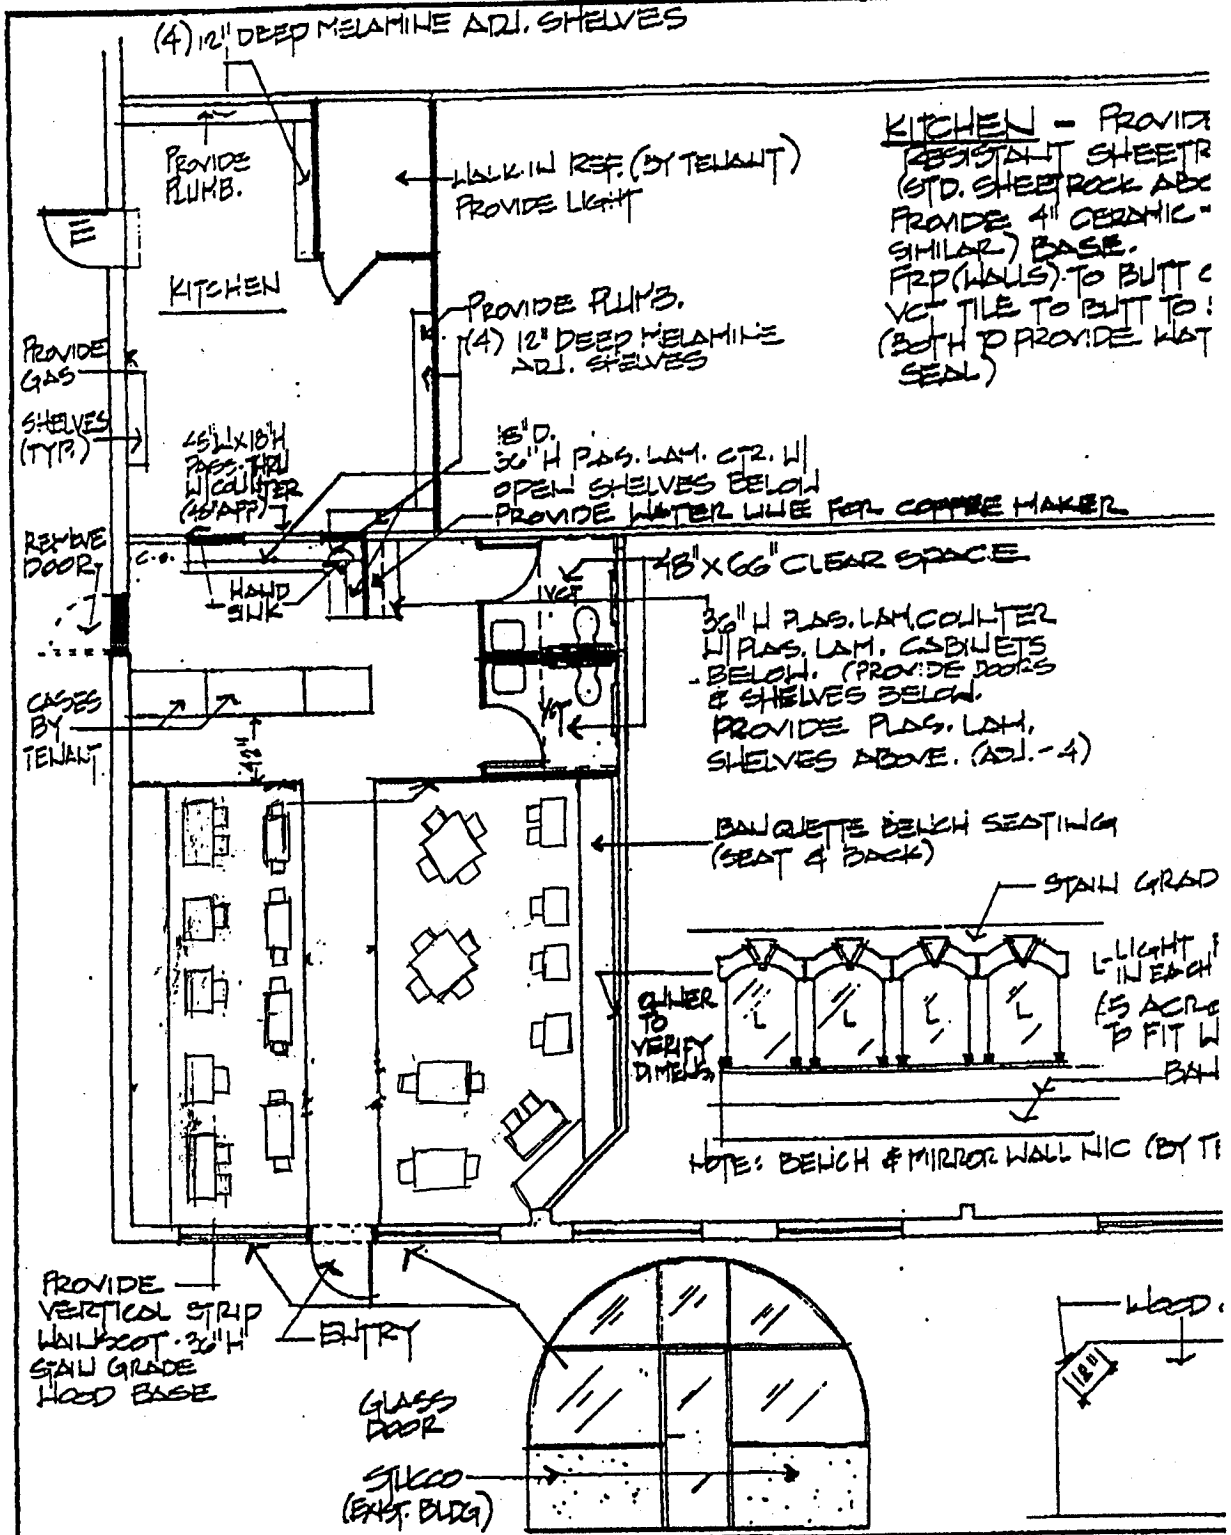 (4) 12" DEEP MELAMINE ADJ. SHELVES
PROVIDE
PLUMB.
WALK-IN REF. (BY TENANT)
PROVIDE LIGHT
KITCHEN - PROVIDE
RESISTANT SHEETR
(STD. SHEETROCK ABO
PROVIDE 4" CERAMIC
SIMILAR) BASE.
FRP (WALLS) TO BUTT
VCT TILE TO BUTT TO
(BOTH TO PROVIDE WAT
SEAL)
E
KITCHEN
PROVIDE PLUMB.
(4) 12" DEEP MELAMINE
ADJ. SHELVES
PROVIDE
GAS
SHELVES
(TYP.)
45"W X 18"H
PASS-THRU
W/COUNTER
18"D.
36"H PLAS. LAM. CTR. W/
OPEN SHELVES BELOW
PROVIDE WATER LINE FOR COFFEE MAKER
REMOVE
DOOR
C.O.
HAND
SINK
48" X 66" CLEAR SPACE
VCT
36" H PLAS. LAM. COUNTER
W/ PLAS. LAM. CABINETS
BELOW. (PROVIDE DOORS
& SHELVES BELOW.
PROVIDE PLAS. LAM.
SHELVES ABOVE. (ADJ.-4)
VCT
CASES
BY
TENANT
42"
BANQUETTE BENCH SEATING
(SEAT & BACK)
STAIN GRAD
L-LIGHT
IN EACH
TO FIT W
L L L L
OWNER
TO
VERIFY
DIMENS.
BAN
NOTE: BENCH & MIRROR WALL NIC (BY TE
PROVIDE
VERTICAL STRIP
WAINSCOT - 36"H
STAIN GRADE
WOOD BASE
ENTRY
GLASS
DOOR
STUCCO
(EXIST. BLDG)
WOOD
18"